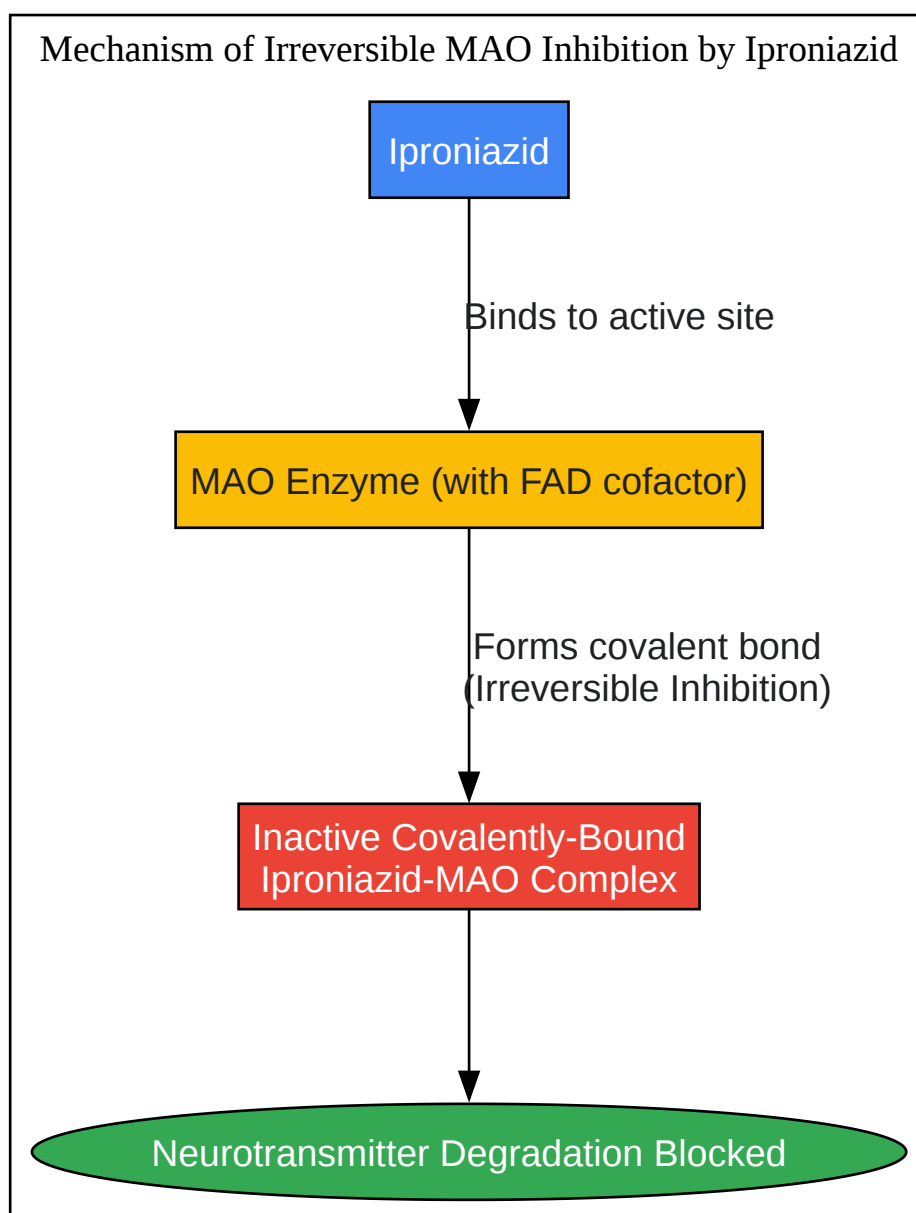 Mechanism of Irreversible MAO Inhibition by Iproniazid
Iproniazid
Binds to active site
MAO Enzyme (with FAD cofactor)
Forms covalent bond
(Irreversible Inhibition)
Inactive Covalently-Bound
Iproniazid-MAO Complex
Neurotransmitter Degradation Blocked